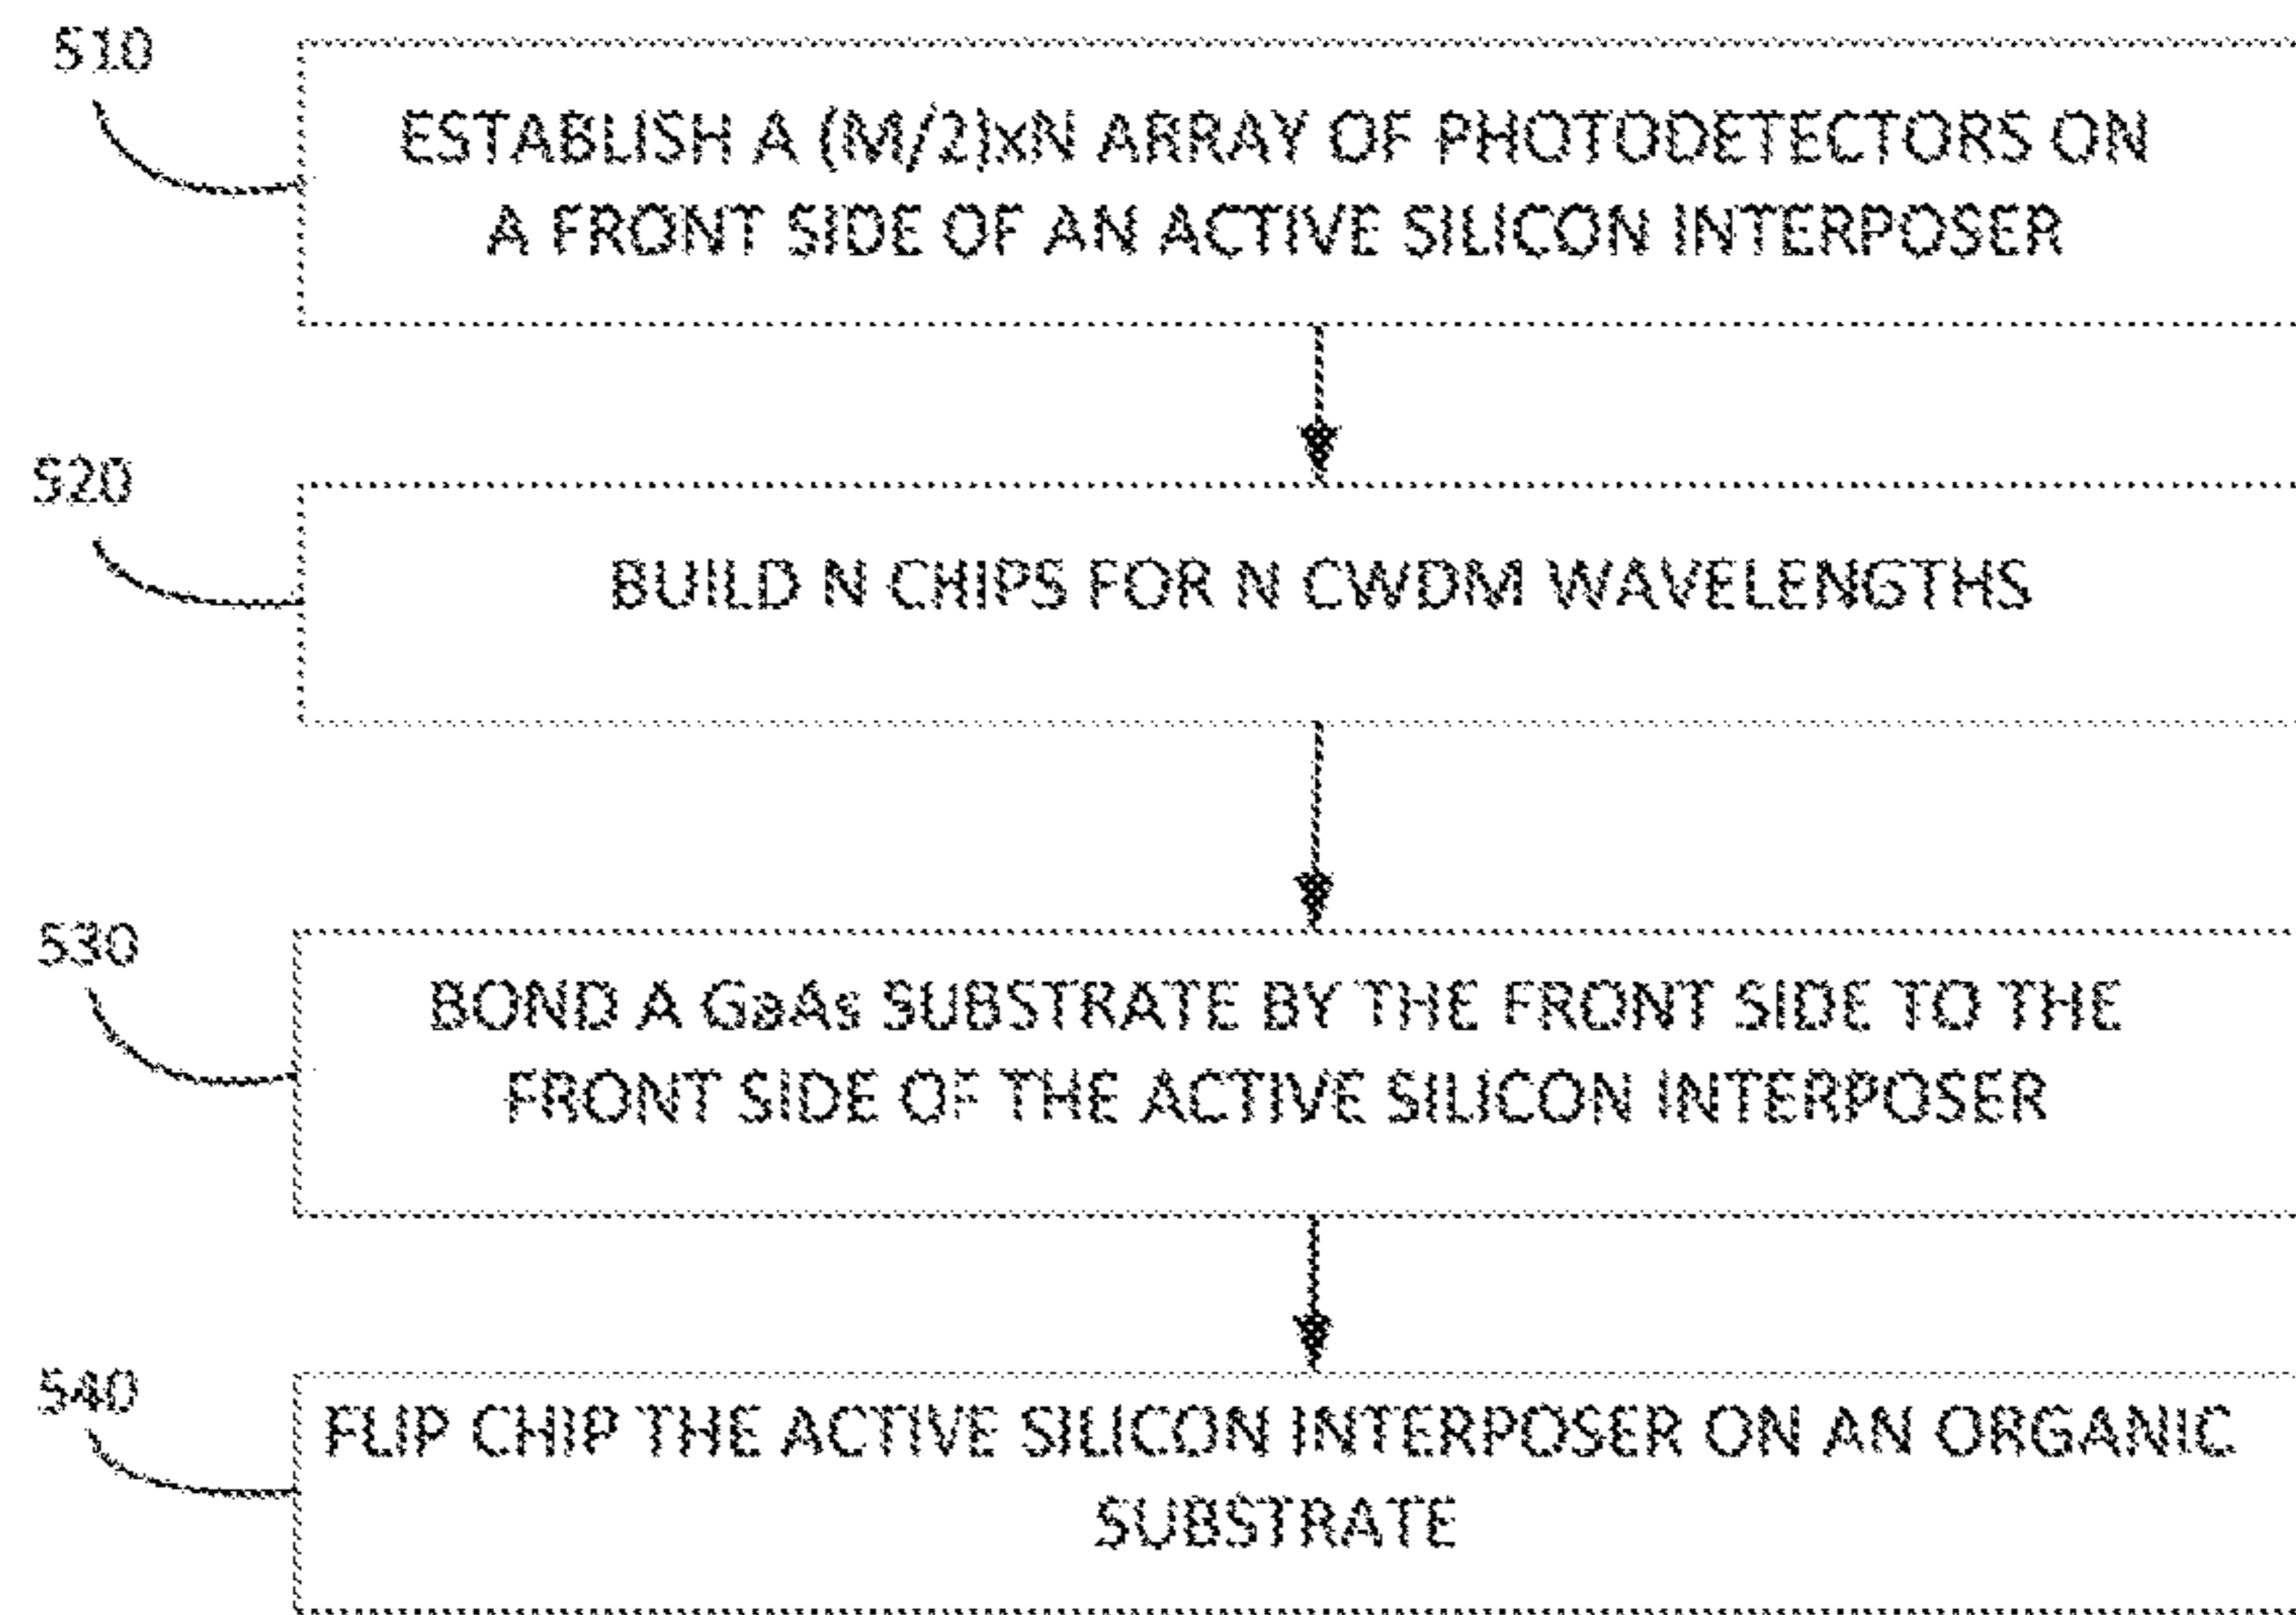 510
ESTABLISH A (M/2)xN ARRAY OF PHOTODETECTORS ON
A FRONT SIDE OF AN ACTIVE SILICON INTERPOSER
520
BUILD N CHIPS FOR N CWDM WAVELENGTHS
530
BOND A GaAs SUBSTRATE BY THE FRONT SIDE TO THE
FRONT SIDE OF THE ACTIVE SILICON INTERPOSER
540
FLIP CHIP THE ACTIVE SILICON INTERPOSER ON AN ORGANIC
SUBSTRATE